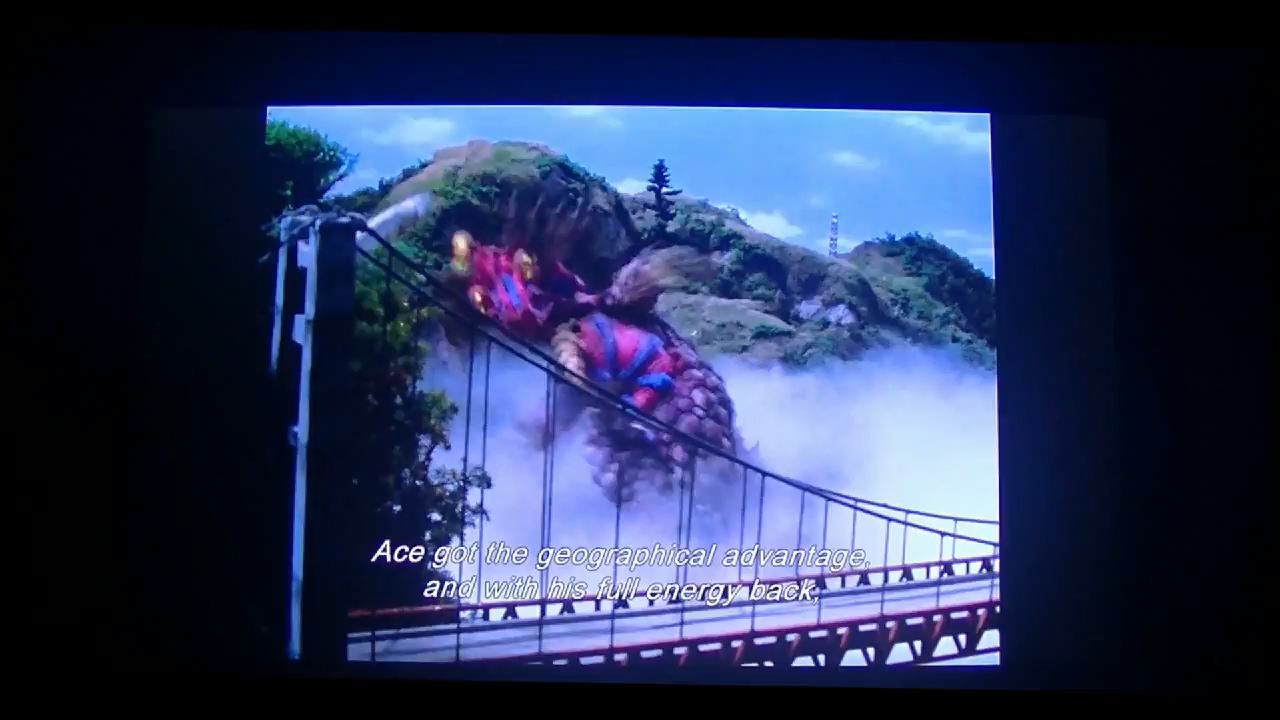 Ace got the geographical advantage,
and with his full energy back,